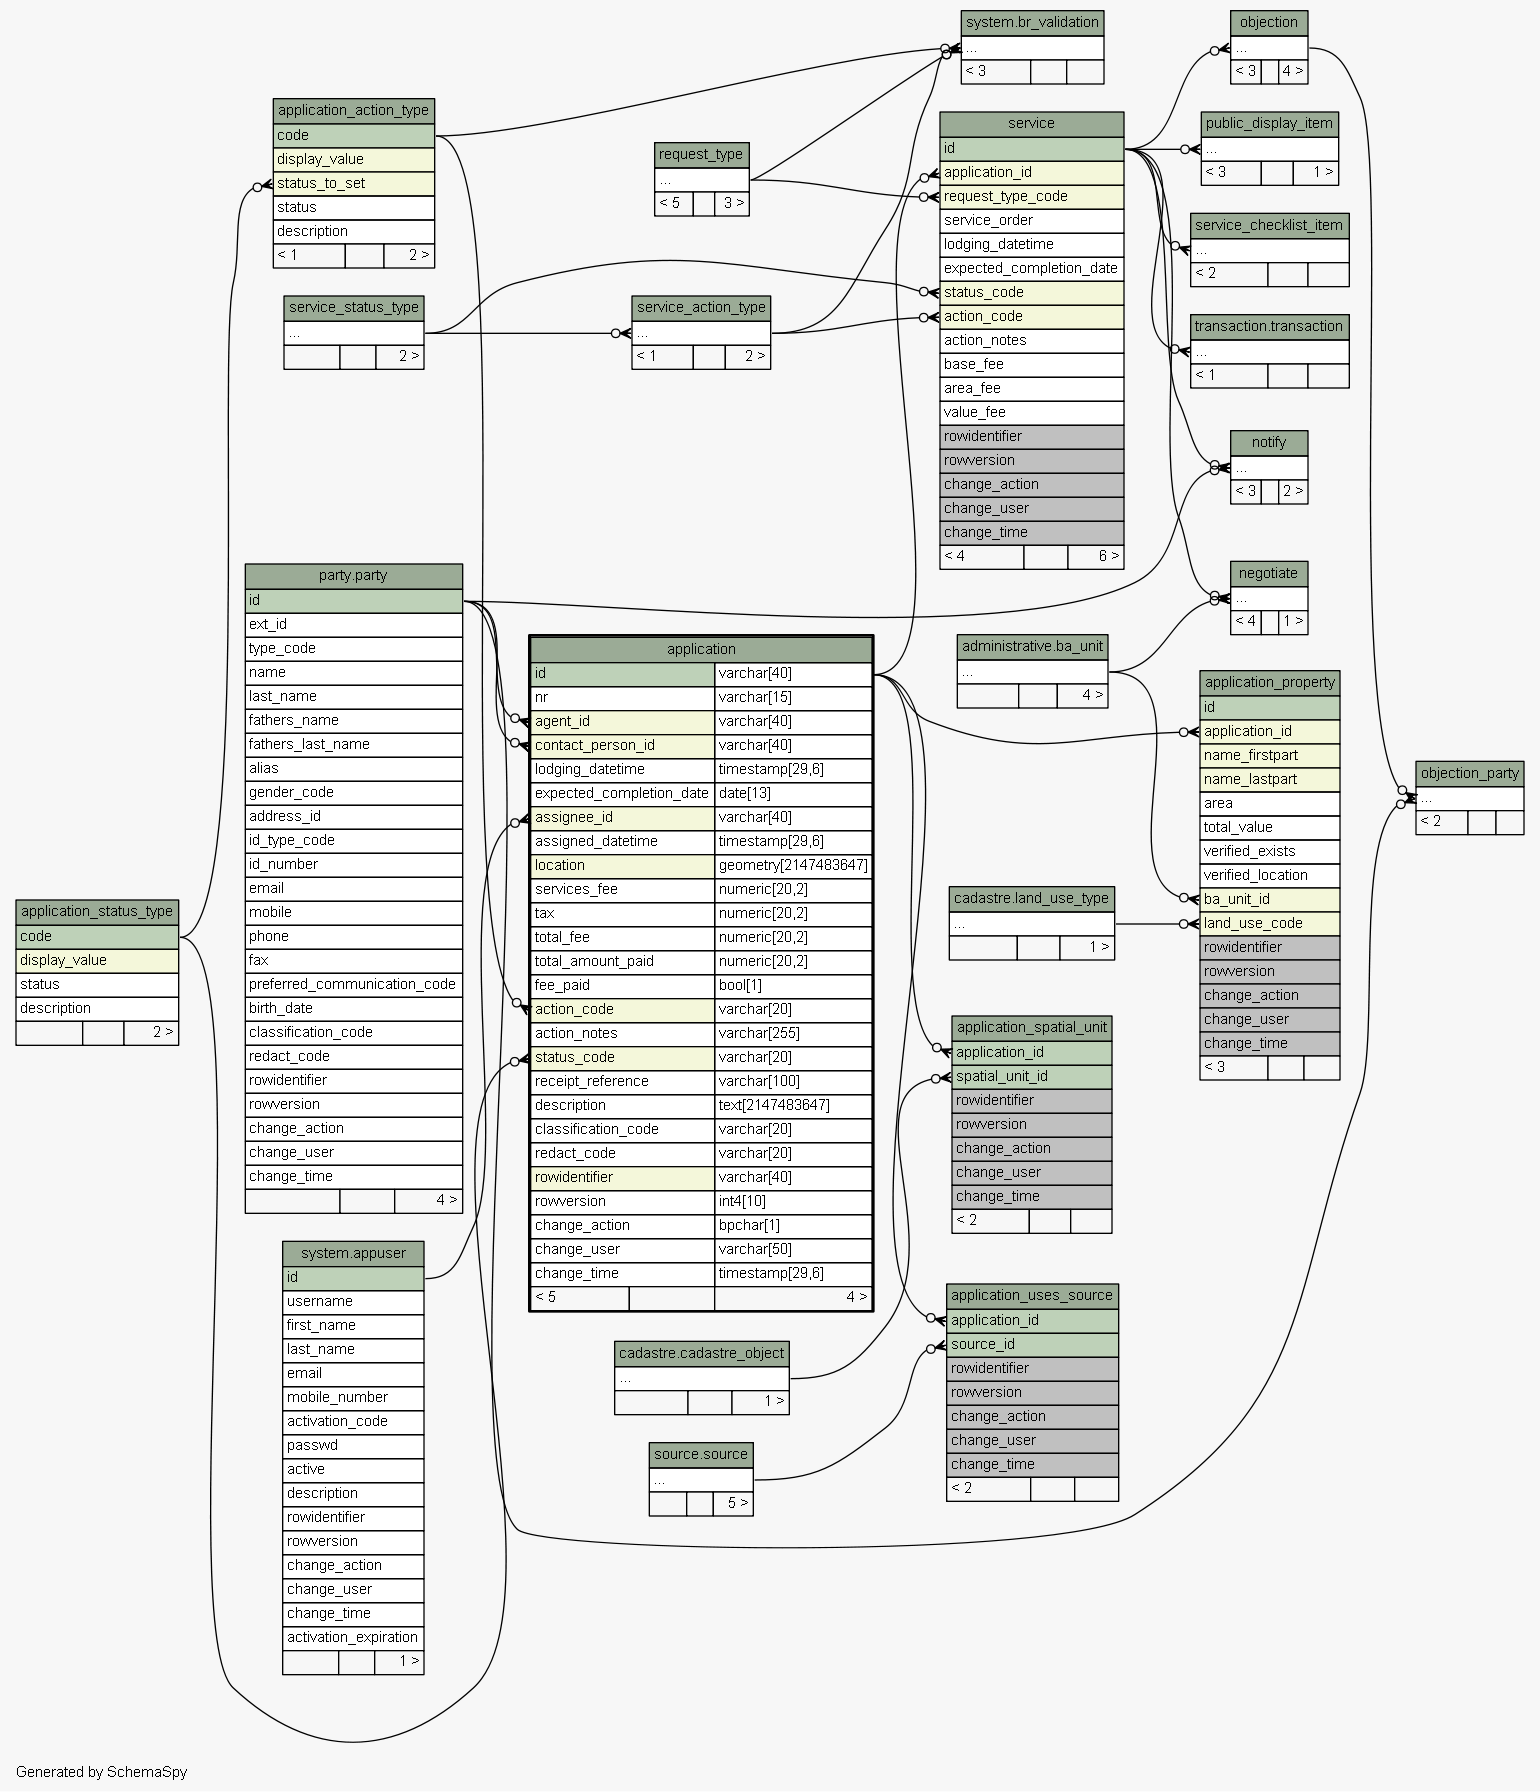 system.br_validation
...
< 3
objection
...
< 3 4 >
application_action_type
code
display_value
status_to_set
status
description
< 1 2 >
request_type
...
< 5 3 >
service
id
application_id
request_type_code
service_order
lodging_datetime
expected_completion_date
status_code
action_code
action_notes
base_fee
area_fee
value_fee
rowidentifier
rowversion
change_action
change_user
change_time
< 4 6 >
public_display_item
...
< 3 1 >
service_checklist_item
...
< 2
service_status_type
...
2 >
service_action_type
...
< 1 2 >
transaction.transaction
...
< 1
notify
...
< 3 2 >
negotiate
...
< 4 1 >
party.party
id
ext_id
type_code
name
last_name
fathers_name
fathers_last_name
alias
gender_code
address_id
id_type_code
id_number
email
mobile
phone
fax
preferred_communication_code
birth_date
classification_code
redact_code
rowidentifier
rowversion
change_action
change_user
change_time
4 >
application
id varchar[40]
nr varchar[15]
agent_id varchar[40]
contact_person_id varchar[40]
lodging_datetime timestamp[29,6]
expected_completion_date date[13]
assignee_id varchar[40]
assigned_datetime timestamp[29,6]
location geometry[2147483647]
services_fee numeric[20,2]
tax numeric[20,2]
total_fee numeric[20,2]
total_amount_paid numeric[20,2]
fee_paid bool[1]
action_code varchar[20]
action_notes varchar[255]
status_code varchar[20]
receipt_reference varchar[100]
description text[2147483647]
classification_code varchar[20]
redact_code varchar[20]
rowidentifier varchar[40]
rowversion int4[10]
change_action bpchar[1]
change_user varchar[50]
change_time timestamp[29,6]
< 5 4 >
administrative.ba_unit
...
4 >
application_property
id
application_id
name_firstpart
name_lastpart
area
total_value
verified_exists
verified_location
ba_unit_id
land_use_code
rowidentifier
rowversion
change_action
change_user
change_time
< 3
objection_party
...
< 2
cadastre.land_use_type
...
1 >
application_status_type
code
display_value
status
description
2 >
application_spatial_unit
application_id
spatial_unit_id
rowidentifier
rowversion
change_action
change_user
change_time
< 2
system.appuser
id
username
first_name
last_name
email
mobile_number
activation_code
passwd
active
description
rowidentifier
rowversion
change_action
change_user
change_time
activation_expiration
1 >
application_uses_source
application_id
source_id
rowidentifier
rowversion
change_action
change_user
change_time
< 2
cadastre.cadastre_object
...
1 >
source.source
...
5 >
Generated by SchemaSpy